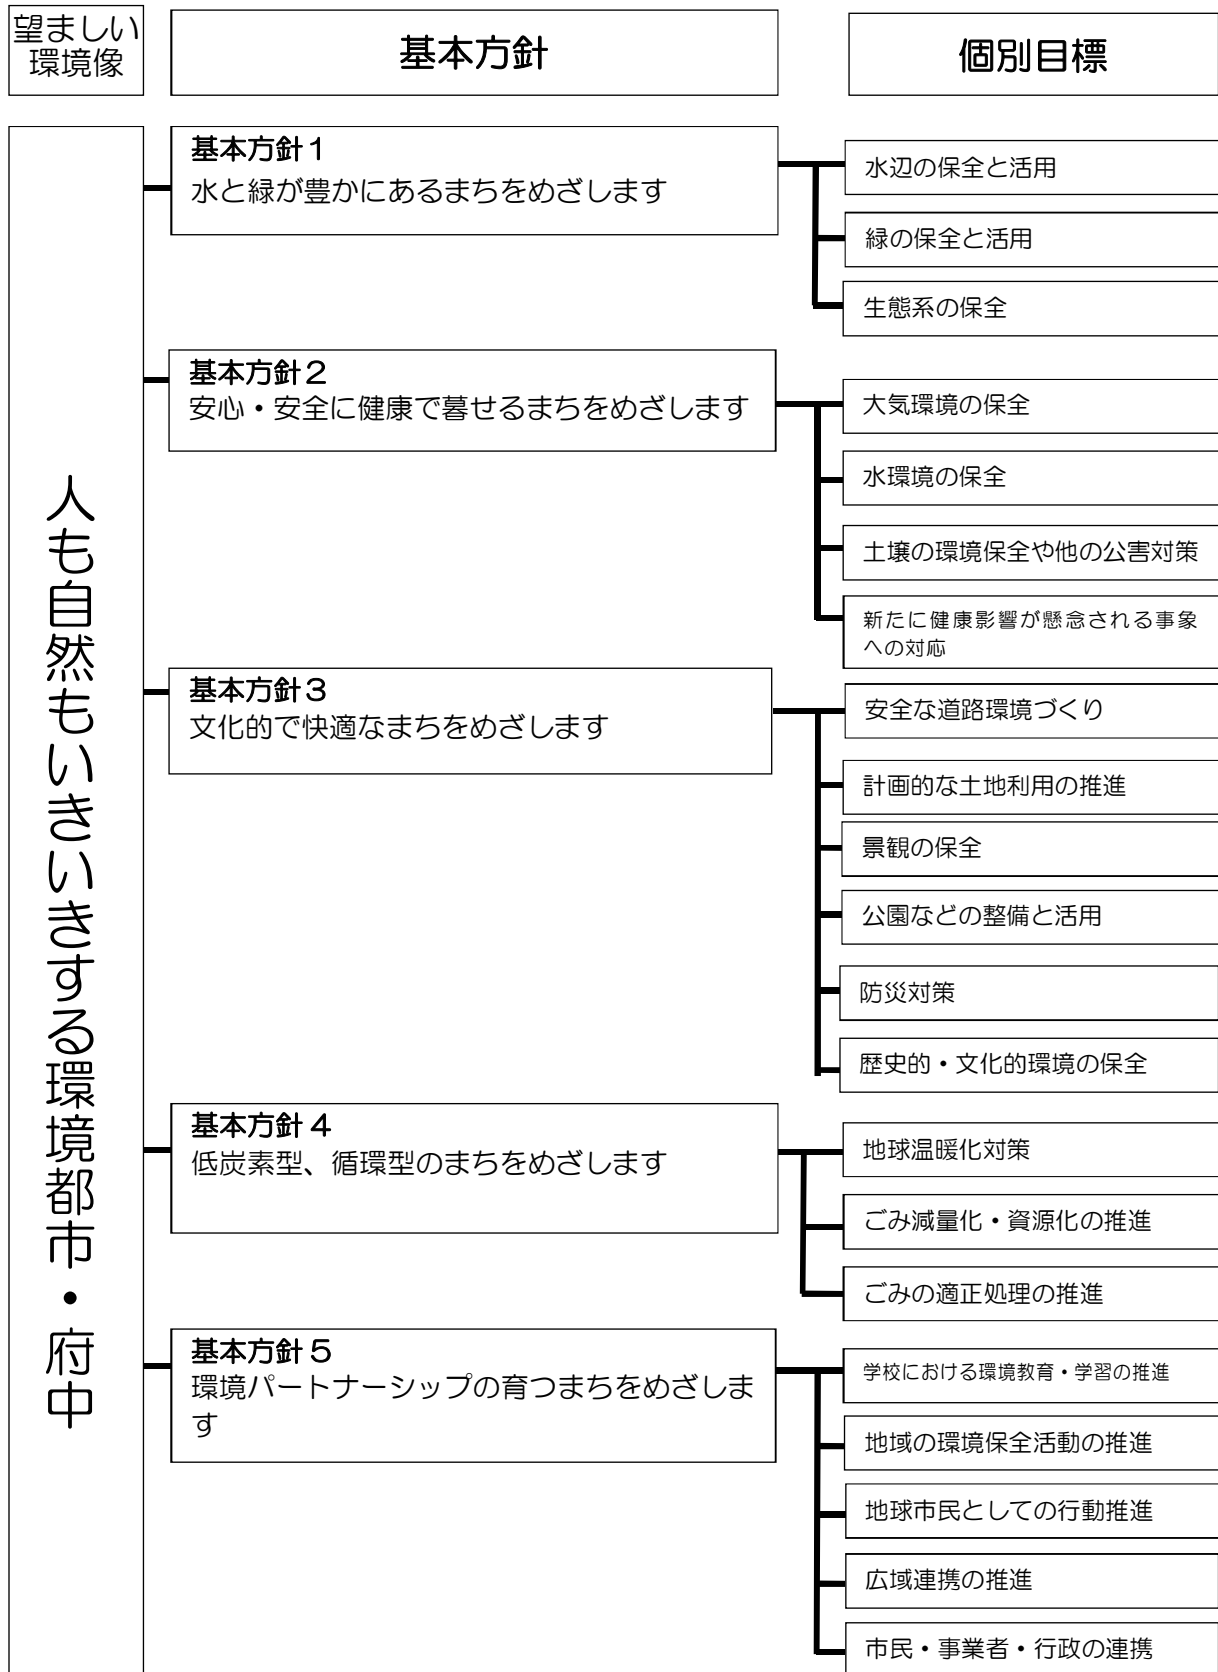 望ましい
環境像
基本方針
個別目標
人も自然もいきいきする環境都市・府中
基本方針1
水と緑が豊かにあるまちをめざします
水辺の保全と活用
緑の保全と活用
生態系の保全
基本方針2
安心・安全に健康で暮せるまちをめざします
大気環境の保全
水環境の保全
土壌の環境保全や他の公害対策
新たに健康影響が懸念される事象
への対応
基本方針3
文化的で快適なまちをめざします
安全な道路環境づくり
計画的な土地利用の推進
景観の保全
公園などの整備と活用
防災対策
歴史的・文化的環境の保全
基本方針4
低炭素型、循環型のまちをめざします
地球温暖化対策
ごみ減量化・資源化の推進
ごみの適正処理の推進
基本方針5
環境パートナーシップの育つまちをめざしま
す
学校における環境教育・学習の推進
地域の環境保全活動の推進
地球市民としての行動推進
広域連携の推進
市民・事業者・行政の連携